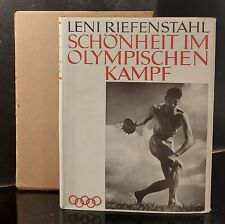 LENI RIEFENSTAHL
SCHÖNHEIT IM
OLYMPISCHEN
KAMPF